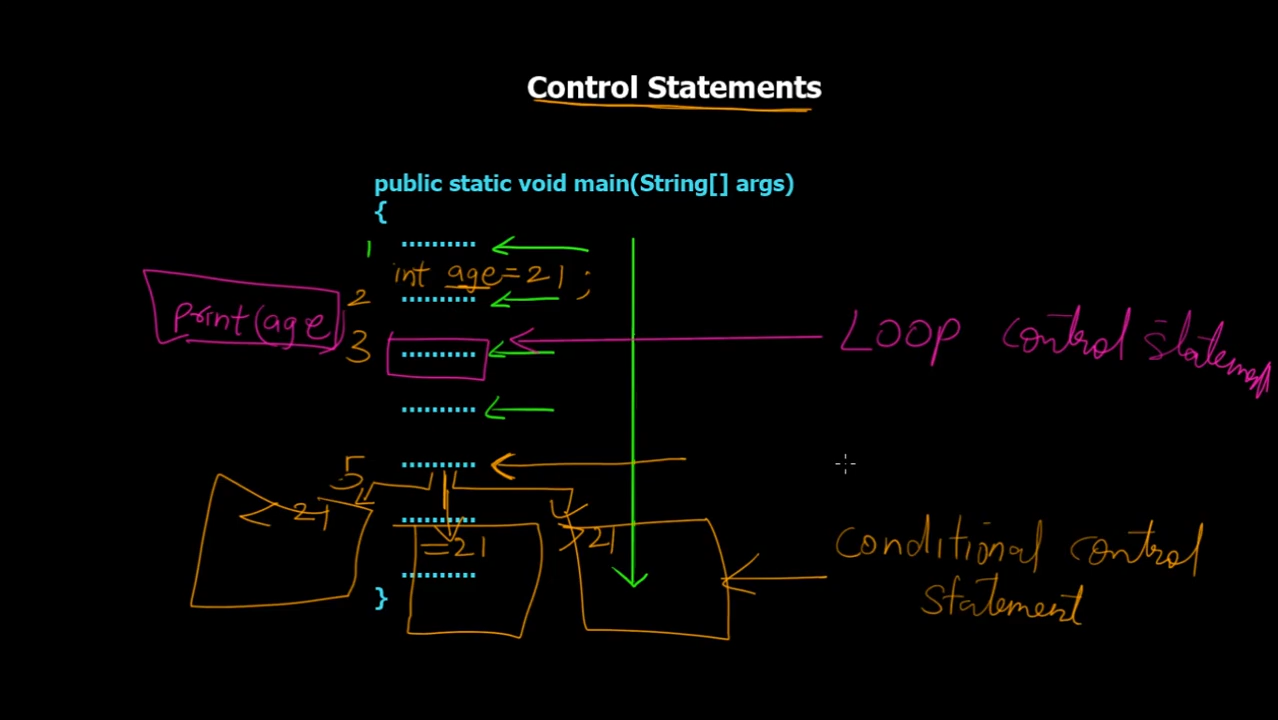 Control Statements
public static void main(String[] args)
{
1 ..........
int age=21;
2 ..........
print(age)
3 ..........
LOOP control statement
..........
5 ..........
< 21
..........
=21
>21
..........
conditional control
statement
}